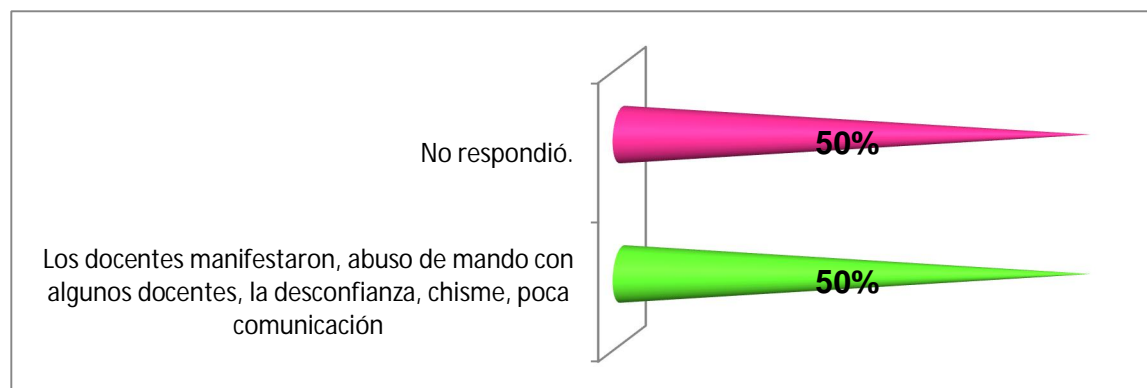 No respondió.
50%
Los docentes manifestaron, abuso de mando con
algunos docentes, la desconfianza, chisme, poca
comunicación
50%